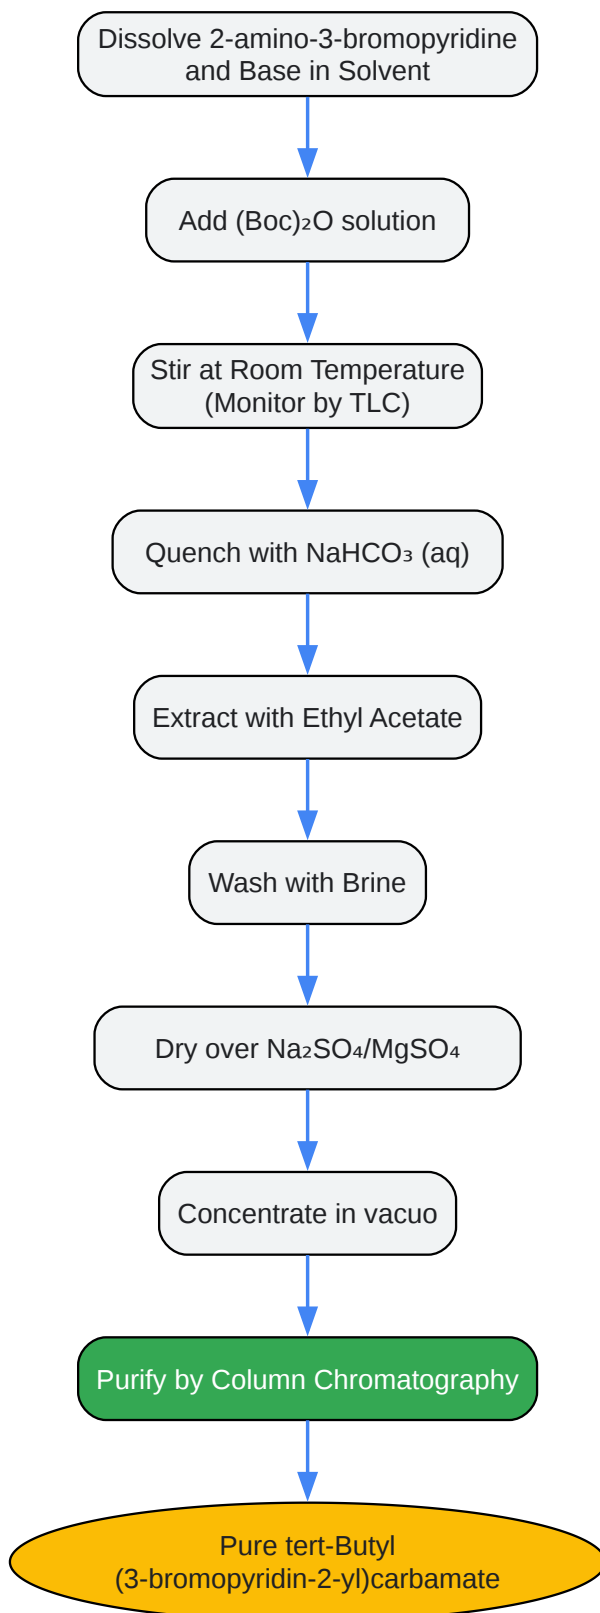 Dissolve 2-amino-3-bromopyridine
and Base in Solvent
Add (Boc)₂O solution
Stir at Room Temperature
(Monitor by TLC)
Quench with NaHCO₃ (aq)
Extract with Ethyl Acetate
Wash with Brine
Dry over Na₂SO₄/MgSO₄
Concentrate in vacuo
Purify by Column Chromatography
Pure tert-Butyl
(3-bromopyridin-2-yl)carbamate